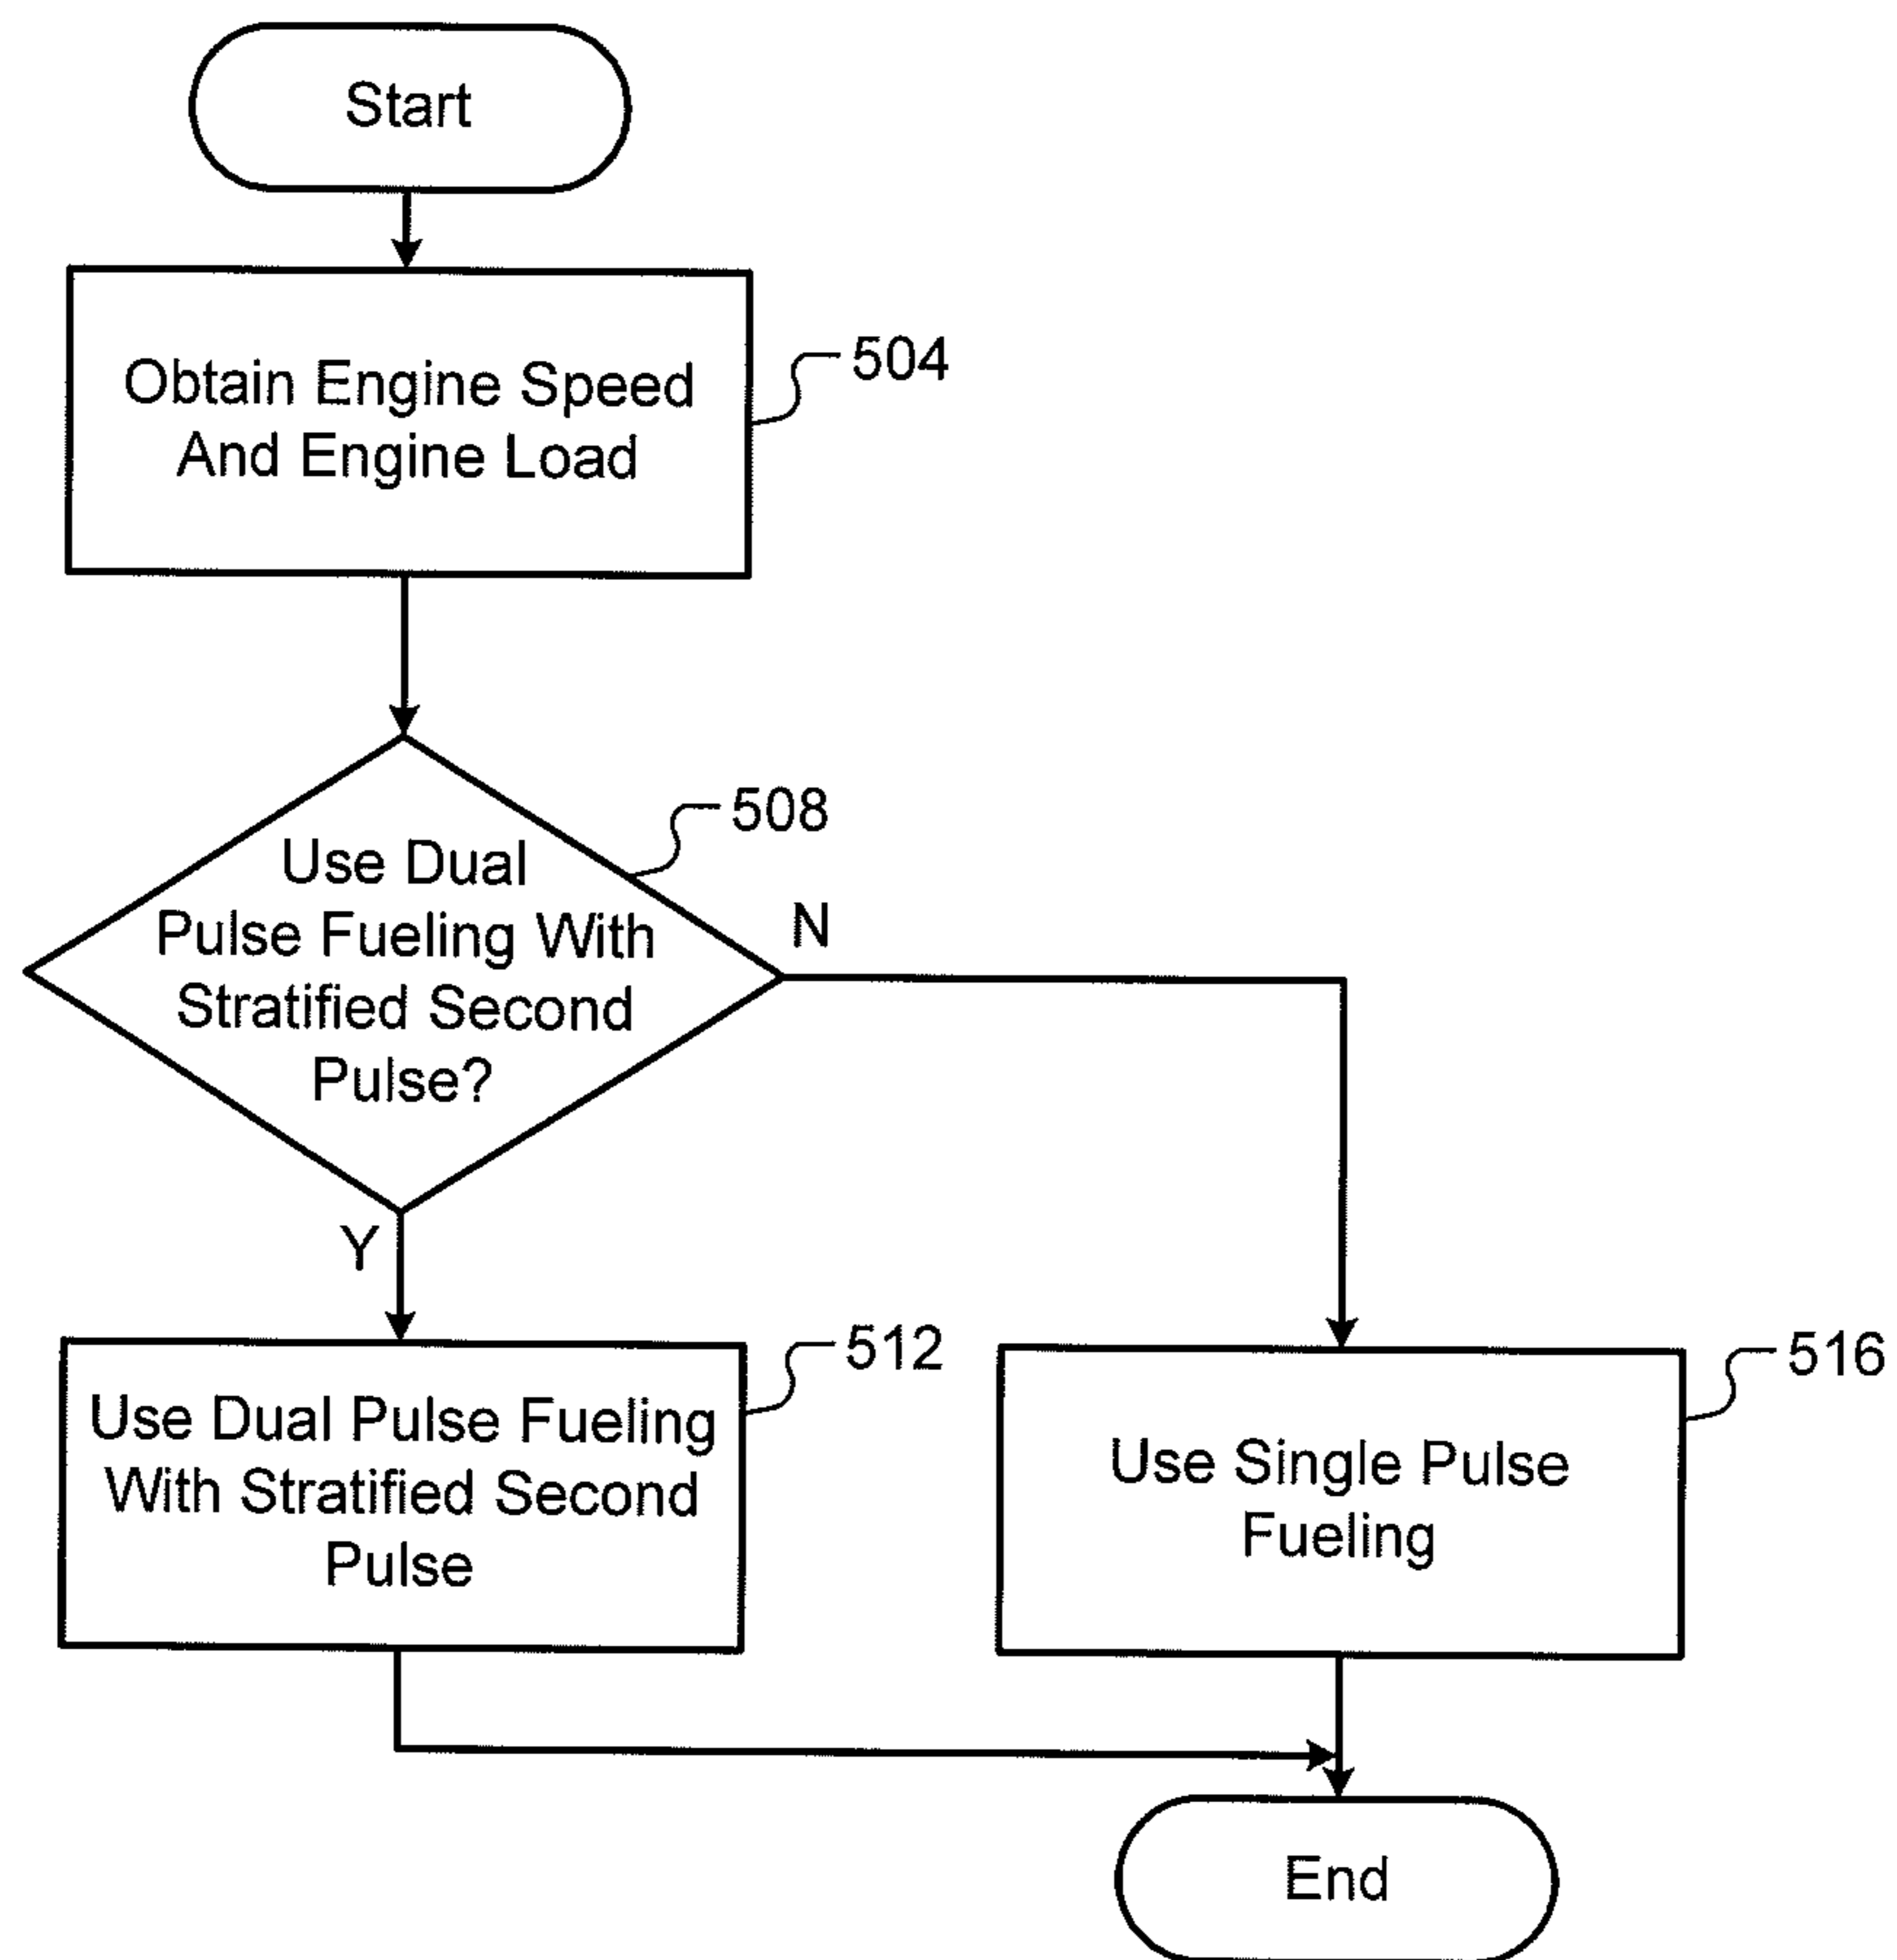 Start
Obtain Engine Speed
And Engine Load
504
508
Use Dual
Pulse Fueling With
Stratified Second
Pulse?
N
Y
512
Use Dual Pulse Fueling
With Stratified Second
Pulse
516
Use Single Pulse
Fueling
End